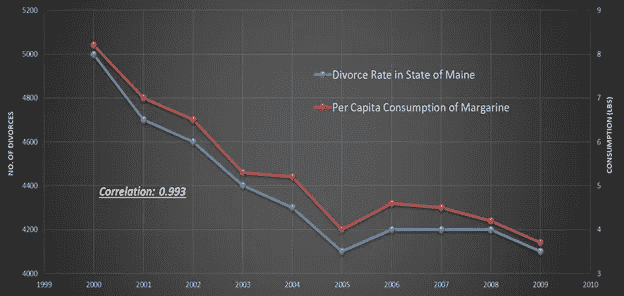 Divorce Rate in State of Maine
Per Capita Consumption of Margarine
Correlation: 0.993
NO. OF DIVORCES
5200
5000
4800
4600
4400
4200
4000
CONSUMPTION (LBS)
9
8
7
6
5
4
3
1999 2000 2001 2002 2003 2004 2005 2006 2007 2008 2009 2010